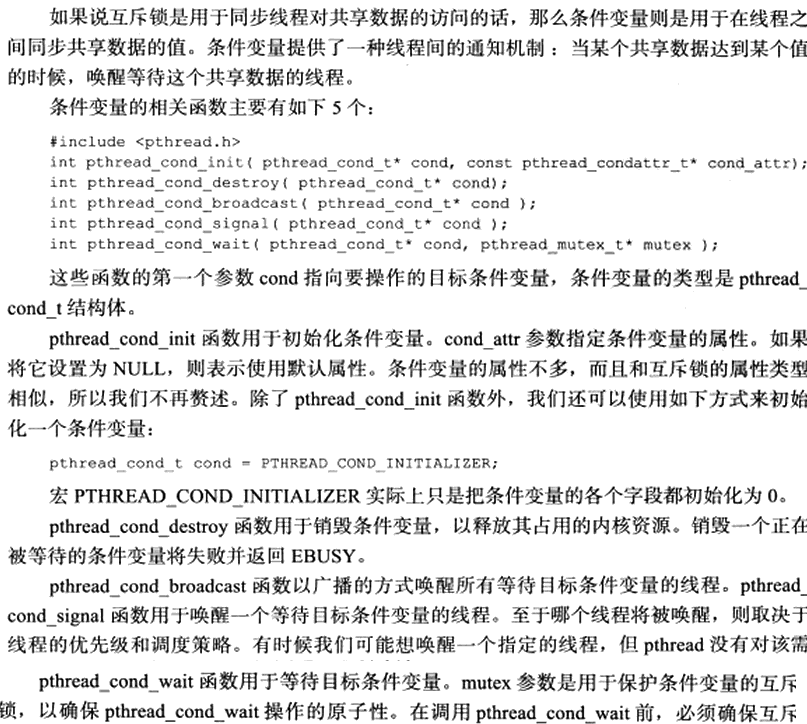 如果说互斥锁是用于同步线程对共享数据的访问的话，那么条件变量则是用于在线程之
间同步共享数据的值。条件变量提供了一种线程间的通知机制：当某个共享数据达到某个值
的时候，唤醒等待这个共享数据的线程。
条件变量的相关函数主要有如下 5 个：
#include <pthread.h>
int pthread_cond_init( pthread_cond_t* cond, const pthread_condattr_t* cond_attr);
int pthread_cond_destroy( pthread_cond_t* cond);
int pthread_cond_broadcast( pthread_cond_t* cond );
int pthread_cond_signal( pthread_cond_t* cond );
int pthread_cond_wait( pthread_cond_t* cond, pthread_mutex_t* mutex );
这些函数的第一个参数 cond 指向要操作的目标条件变量，条件变量的类型是 pthread_
cond_t 结构体。
pthread_cond_init 函数用于初始化条件变量。cond_attr 参数指定条件变量的属性。如果
将它设置为 NULL，则表示使用默认属性。条件变量的属性不多，而且和互斥锁的属性类型
相似，所以我们不再赘述。除了 pthread_cond_init 函数外，我们还可以使用如下方式来初始
化一个条件变量：
pthread_cond_t cond = PTHREAD_COND_INITIALIZER;
宏 PTHREAD_COND_INITIALIZER 实际上只是把条件变量的各个字段都初始化为 0。
pthread_cond_destroy 函数用于销毁条件变量，以释放其占用的内核资源。销毁一个正在
被等待的条件变量将失败并返回 EBUSY。
pthread_cond_broadcast 函数以广播的方式唤醒所有等待目标条件变量的线程。pthread_
cond_signal 函数用于唤醒一个等待目标条件变量的线程。至于哪个线程将被唤醒，则取决于
线程的优先级和调度策略。有时候我们可能想唤醒一个指定的线程，但 pthread 没有对该需
pthread_cond_wait 函数用于等待目标条件变量。mutex 参数是用于保护条件变量的互斥
锁，以确保 pthread_cond_wait 操作的原子性。在调用 pthread_cond_wait 前，必须确保互斥